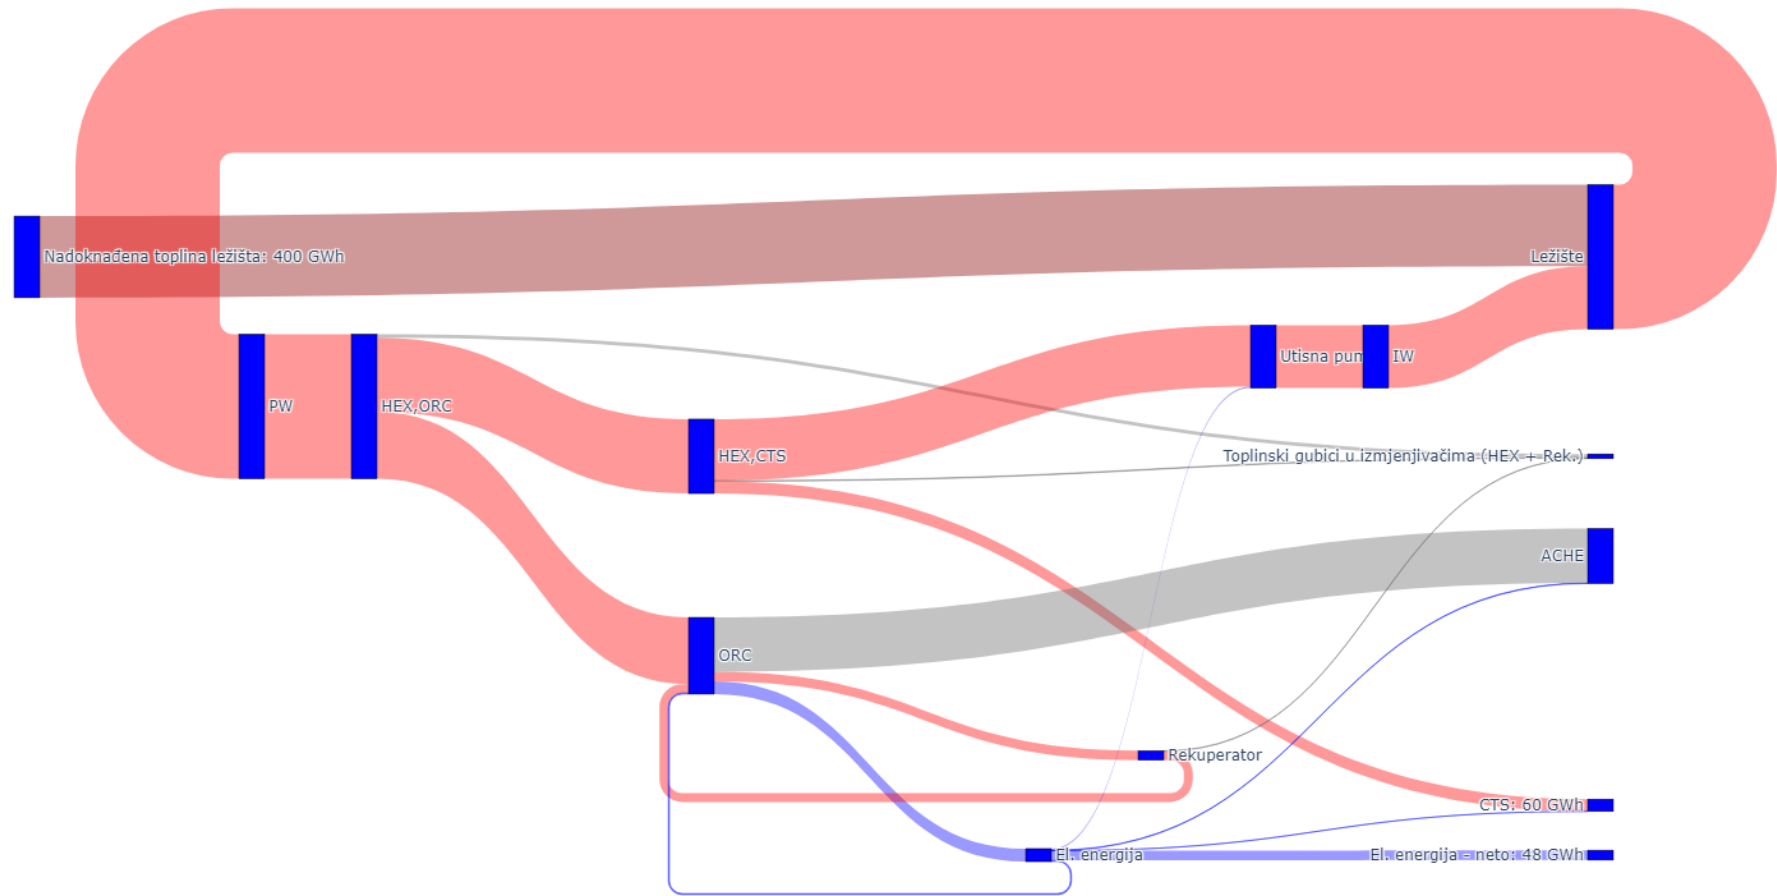 Nadoknađena toplina ležišta: 400 GWh
Ležište
Utisna pum
IW
PW
HEX,ORC
HEX,CTS
Toplinski gubici u izmjenjivačima (HEX + Rek.)
ACHE
ORC
Rekuperator
CTS: 60 GWh
El. energija
El. energija - neto: 48 GWh